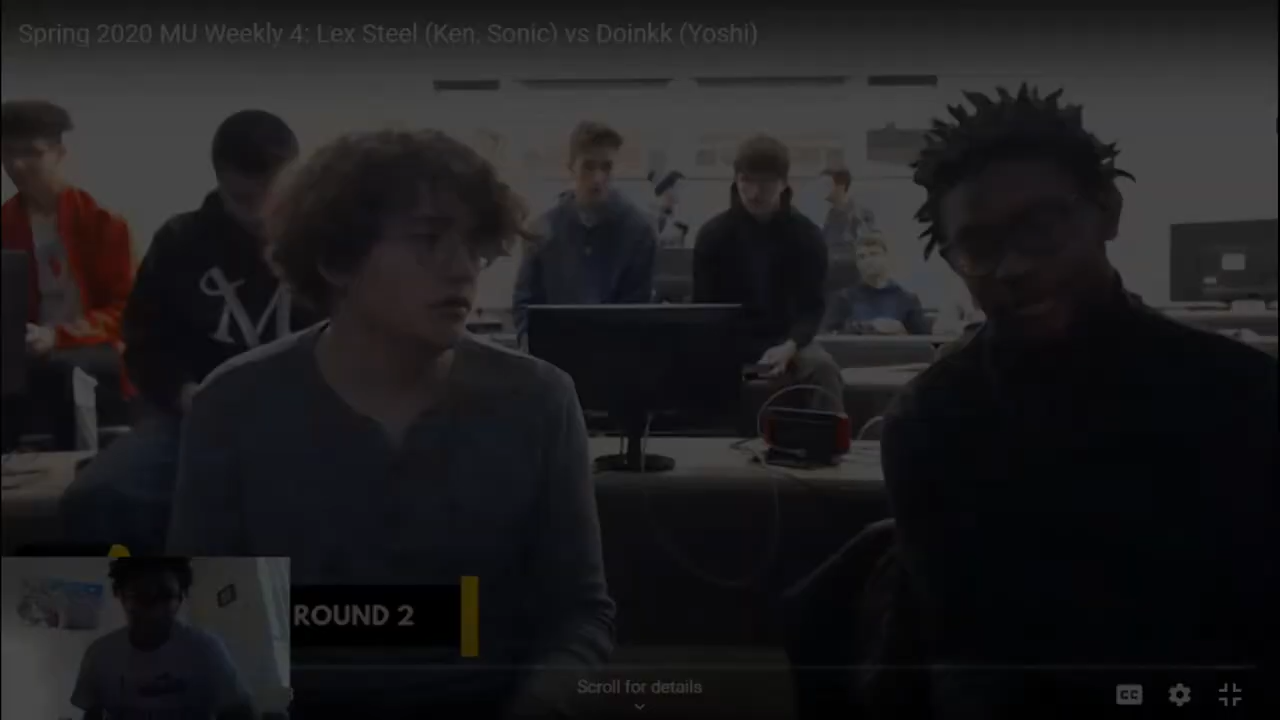 Spring 2020 MU Weekly 4: Lex Steel (Ken, Sonic) vs Doinkk (Yoshi)
M
ROUND 2
Scroll for details
CC